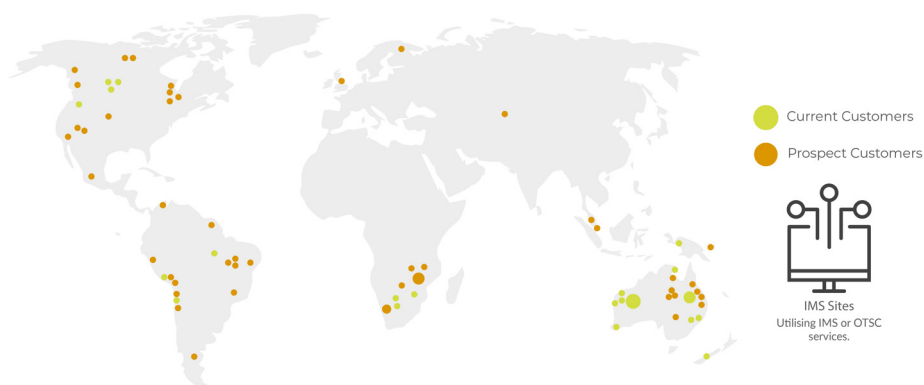 Current Customers
Prospect Customers
IMS Sites
Utilising IMS or OTSC
services.